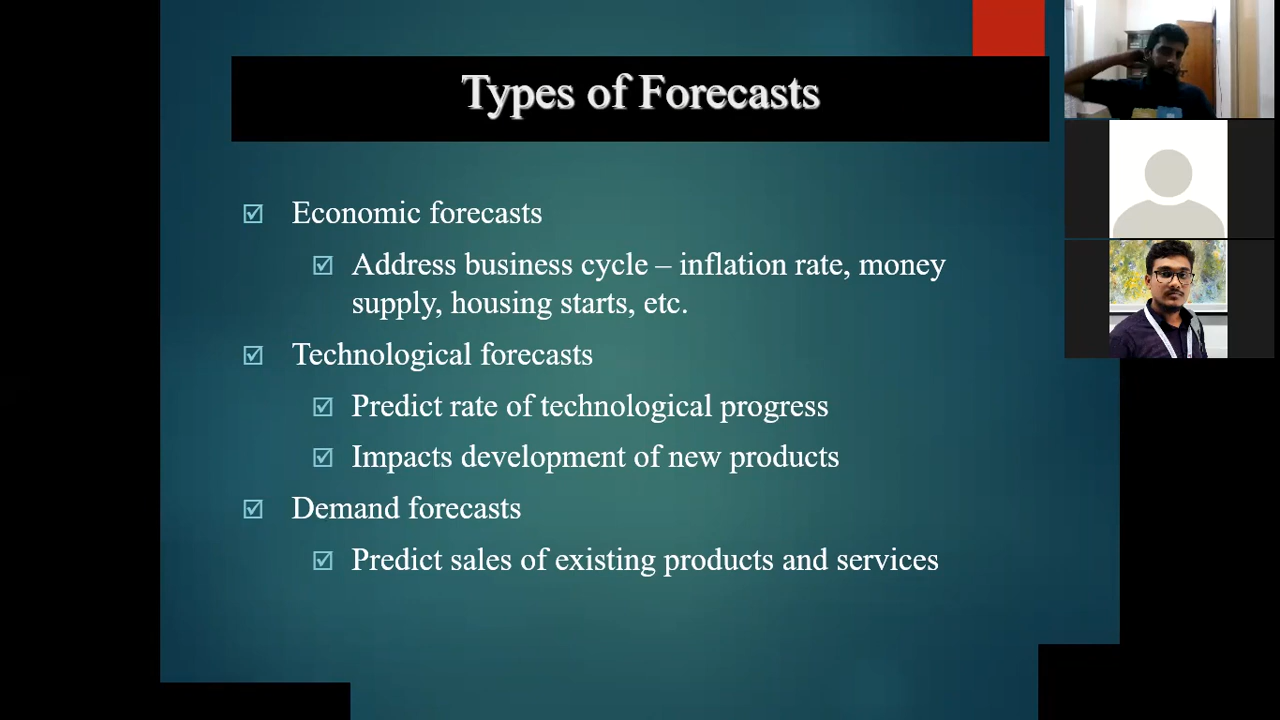 Types of Forecasts
Economic forecasts
Address business cycle – inflation rate, money
supply, housing starts, etc.
Technological forecasts
Predict rate of technological progress
Impacts development of new products
Demand forecasts
Predict sales of existing products and services